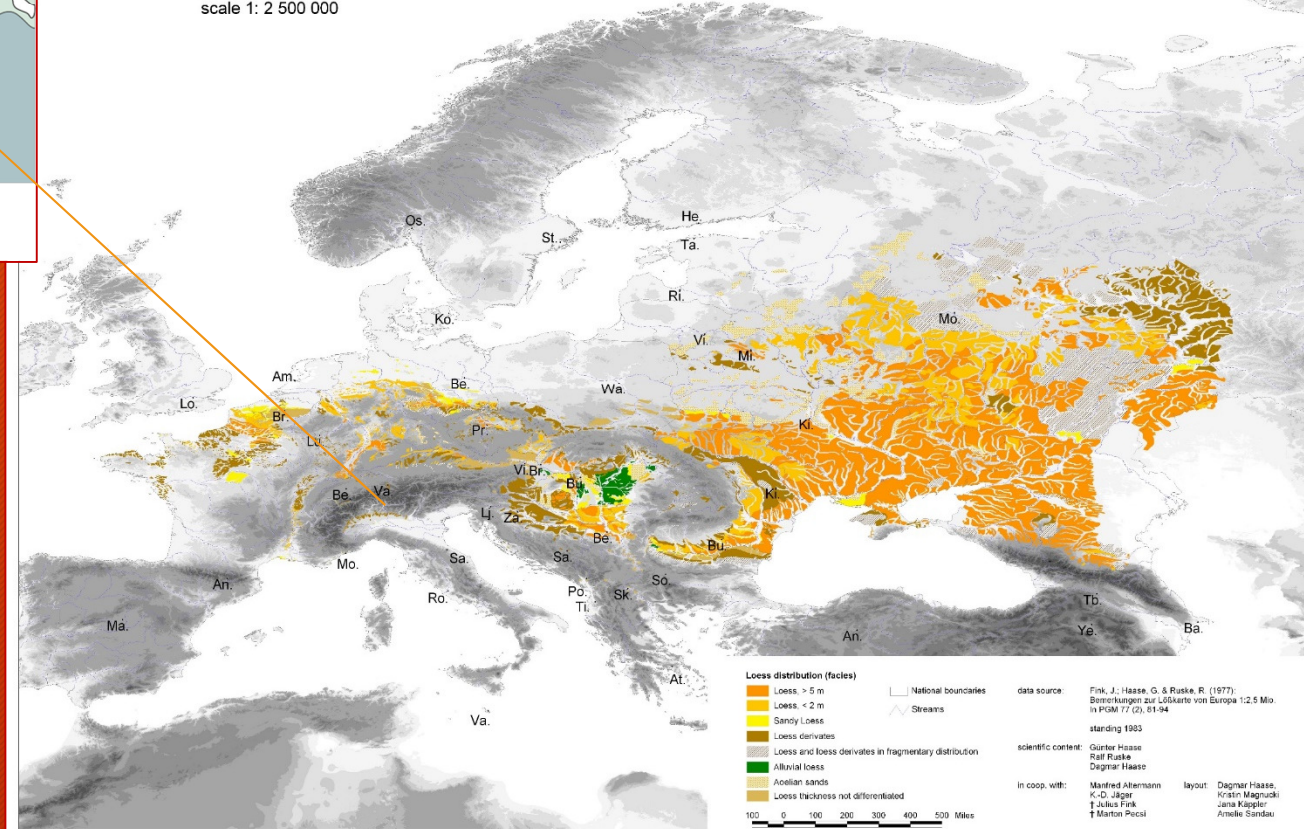 scale 1: 2 500 000
Os.
St.
He.
Ta.
Rí.
Ko.
Ví.
Mi.
Mo.
Am.
Be.
Wa.
Lo.
Br.
Lu.
Pr.
Ki.
Ví.
Br.
Bu.
Ki.
Be.
Va.
Lj.
Za.
Be.
Bu.
Mo.
Sa.
Sa.
So.
An.
Ro.
Po.
Ti.
Sk.
Ma.
An.
Tb.
Ye.
Ba.
At.
Va.
Loess distribution (facies)
Loess, > 5 m
Loess, < 2 m
Sandy Loess
Loess derivates
Loess and loess derivates in fragmentary distribution
Alluvial loess
Aoelian sands
Loess thickness not differentiated
National boundaries
Streams
100 0 100 200 300 400 500 Miles
data source: Fink, J.; Haase, G. & Ruske, R. (1977):
Bemerkungen zur Lößkarte von Europa 1:2,5 Mio.
In PGM 77 (2), 81-94
standing 1983
scientific content: Günter Haase
Ralf Ruske
Dagmar Haase
in coop. with: Manfred Altermann
K.-D. Jäger
† Julius Fink
† Marton Pecsi
layout: Dagmar Haase,
Kristin Magnucki
Jana Käppler
Amelie Sandau